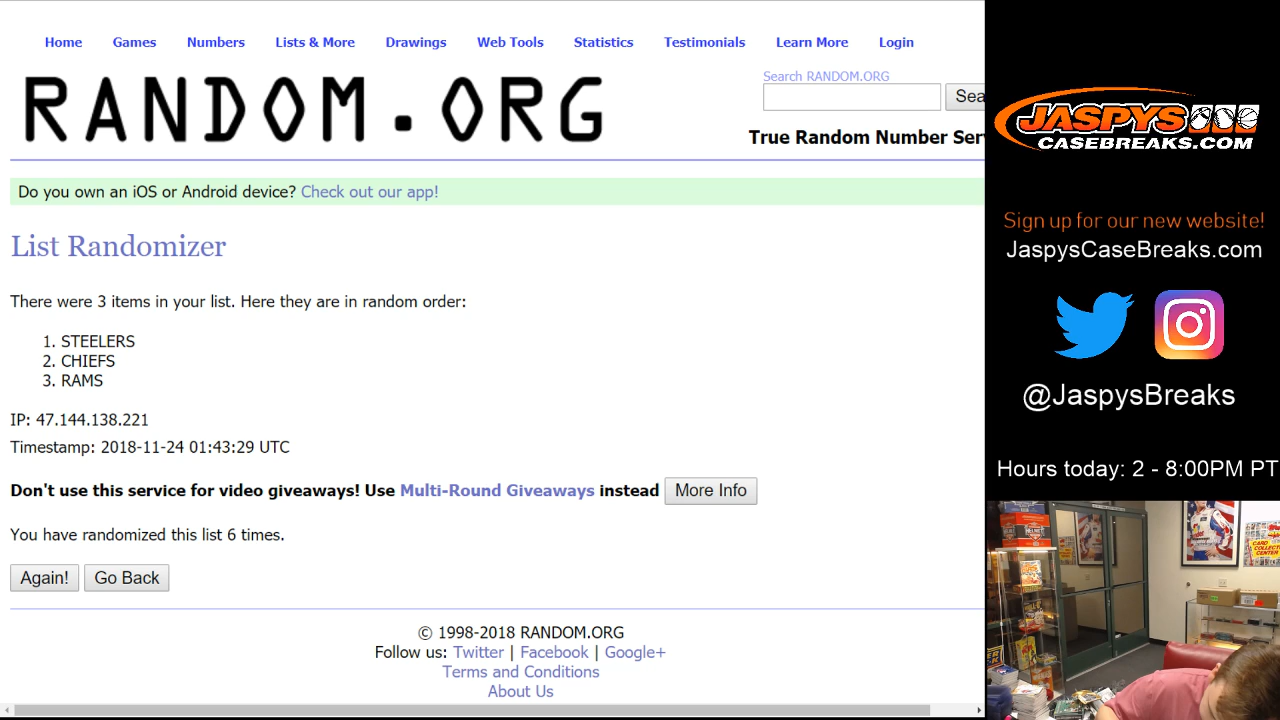 Home Games Numbers Lists & More Drawings Web Tools Statistics Testimonials Learn More Login
RANDOM.ORG
Search RANDOM.ORG
Sea
True Random Number Ser
Do you own an iOS or Android device? Check out our app!
List Randomizer
There were 3 items in your list. Here they are in random order:
1. STEELERS
2. CHIEFS
3. RAMS
IP: 47.144.138.221
Timestamp: 2018-11-24 01:43:29 UTC
Don't use this service for video giveaways! Use Multi-Round Giveaways instead More Info
You have randomized this list 6 times.
Again! Go Back
© 1998-2018 RANDOM.ORG
Follow us: Twitter | Facebook | Google+
Terms and Conditions
About Us
JASPYS
CASEBREAKS.COM
Sign up for our new website!
JaspysCaseBreaks.com
@JaspysBreaks
Hours today: 2 - 8:00PM PT
CARD
COLLECTOR
CENTER